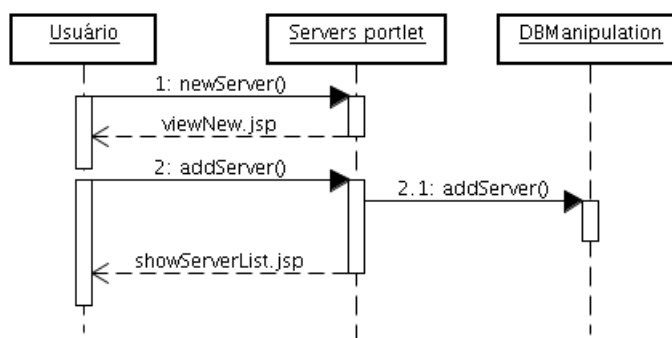 Usuário
Servers portlet
DBManipulation
1: newServer()
viewNew.jsp
2: addServer()
2.1: addServer()
showServerList.jsp